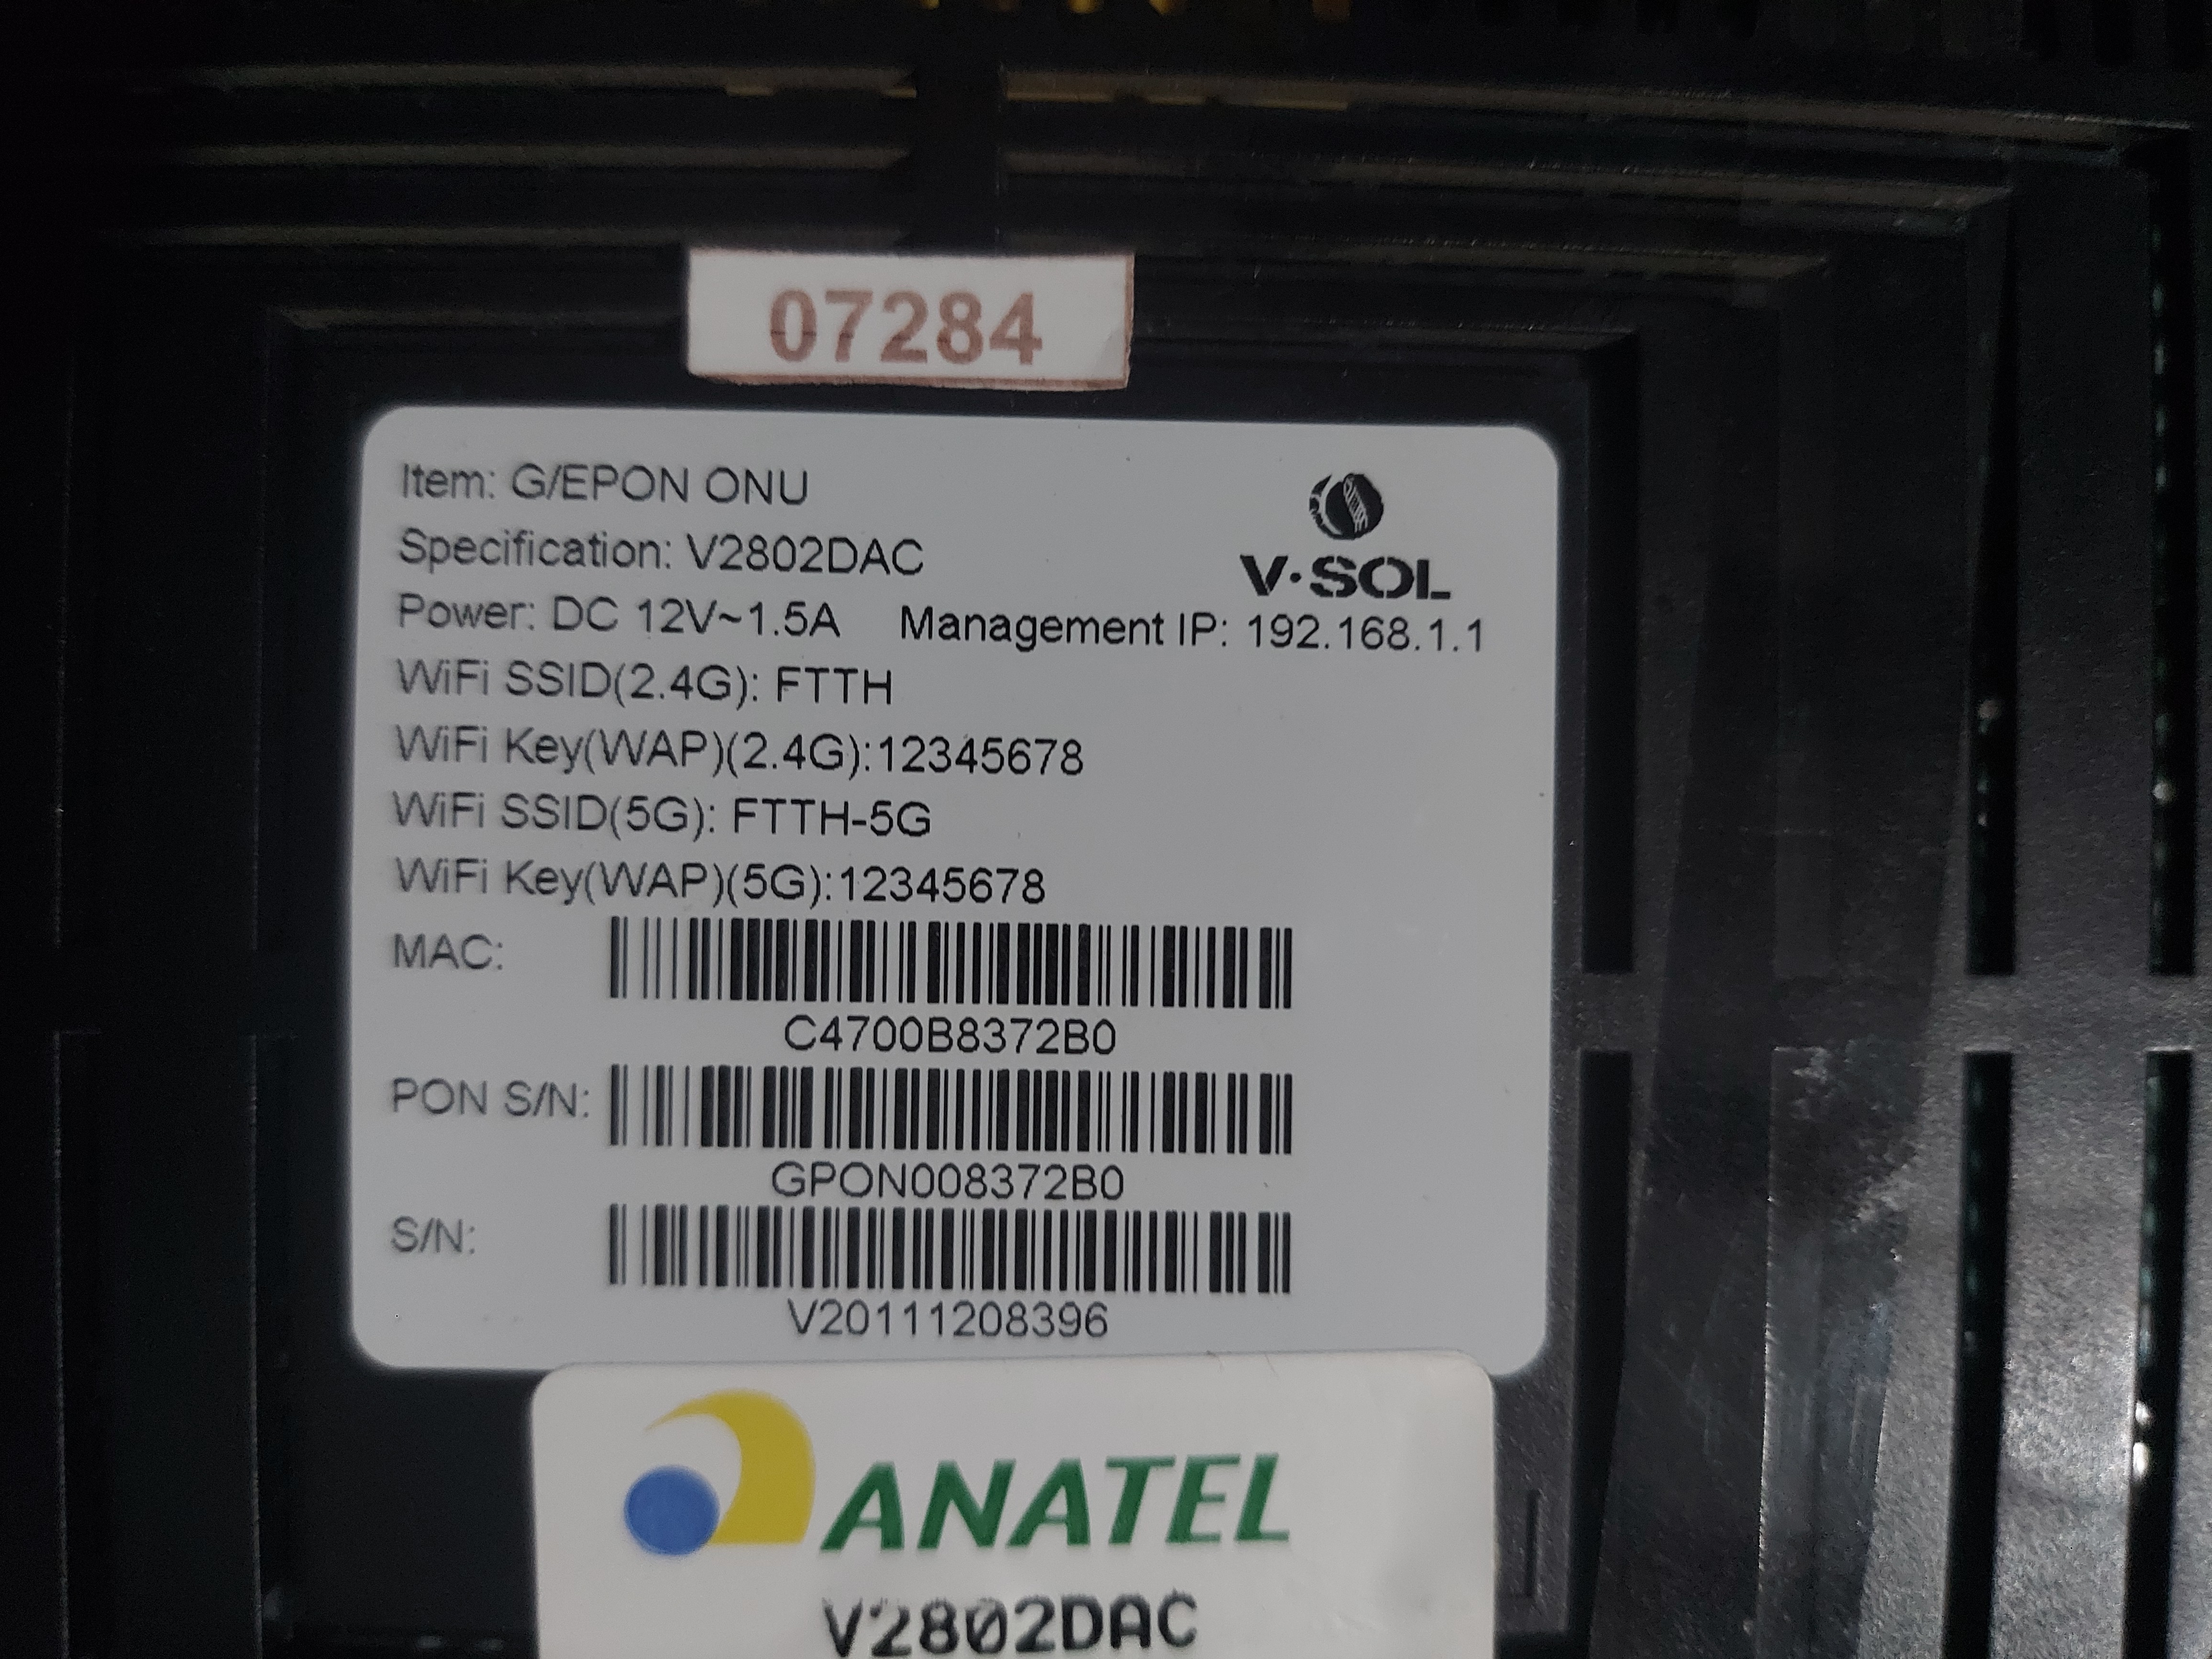 07284
Item: G/EPON ONU
V·SOL
Specification: V2802DAC
Power: DC 12V~1.5A Management IP: 192.168.1.1
WiFi SSID(2.4G): FTTH
WiFi Key(WAP)(2.4G):12345678
WiFi SSID(5G): FTTH-5G
WiFi Key(WAP)(5G):12345678
MAC:
C4700B8372B0
PON S/N:
GPON008372B0
S/N:
V20111208396
ANATEL
V2802DAC